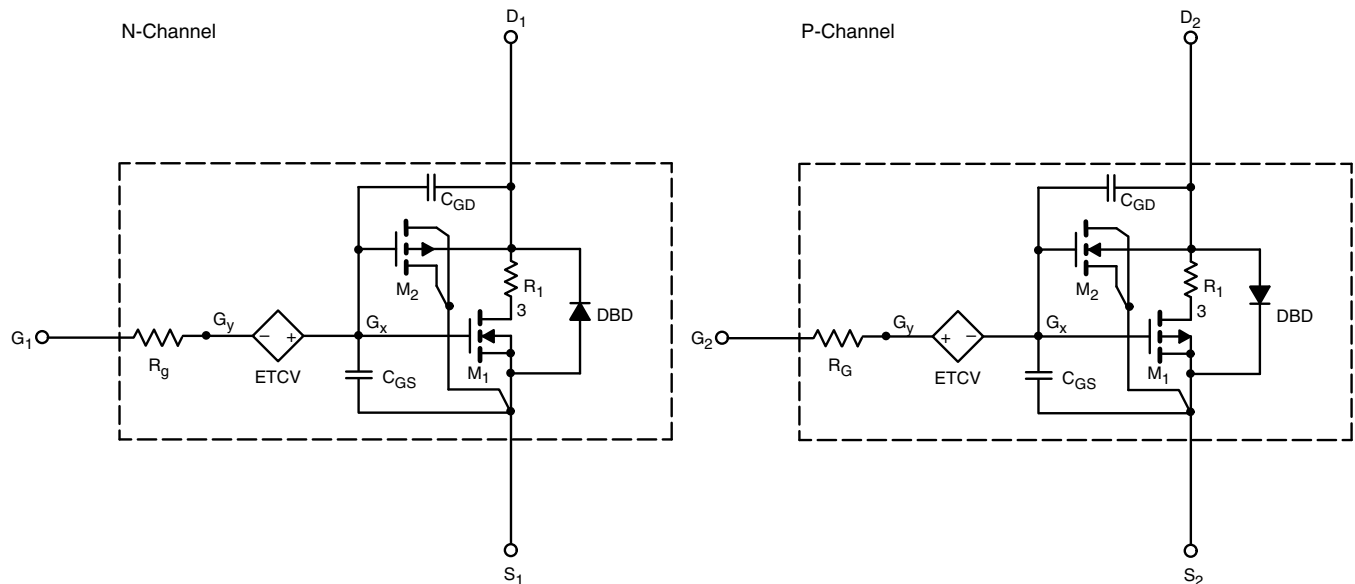 N-Channel
D1
CGD
M2
R1
3
DBD
G1
Rg
Gy
− +
ETCV
Gx
CGS
M1
S1
P-Channel
D2
CGD
M2
R1
3
DBD
G2
RG
Gy
+ −
ETCV
Gx
CGS
M1
S2